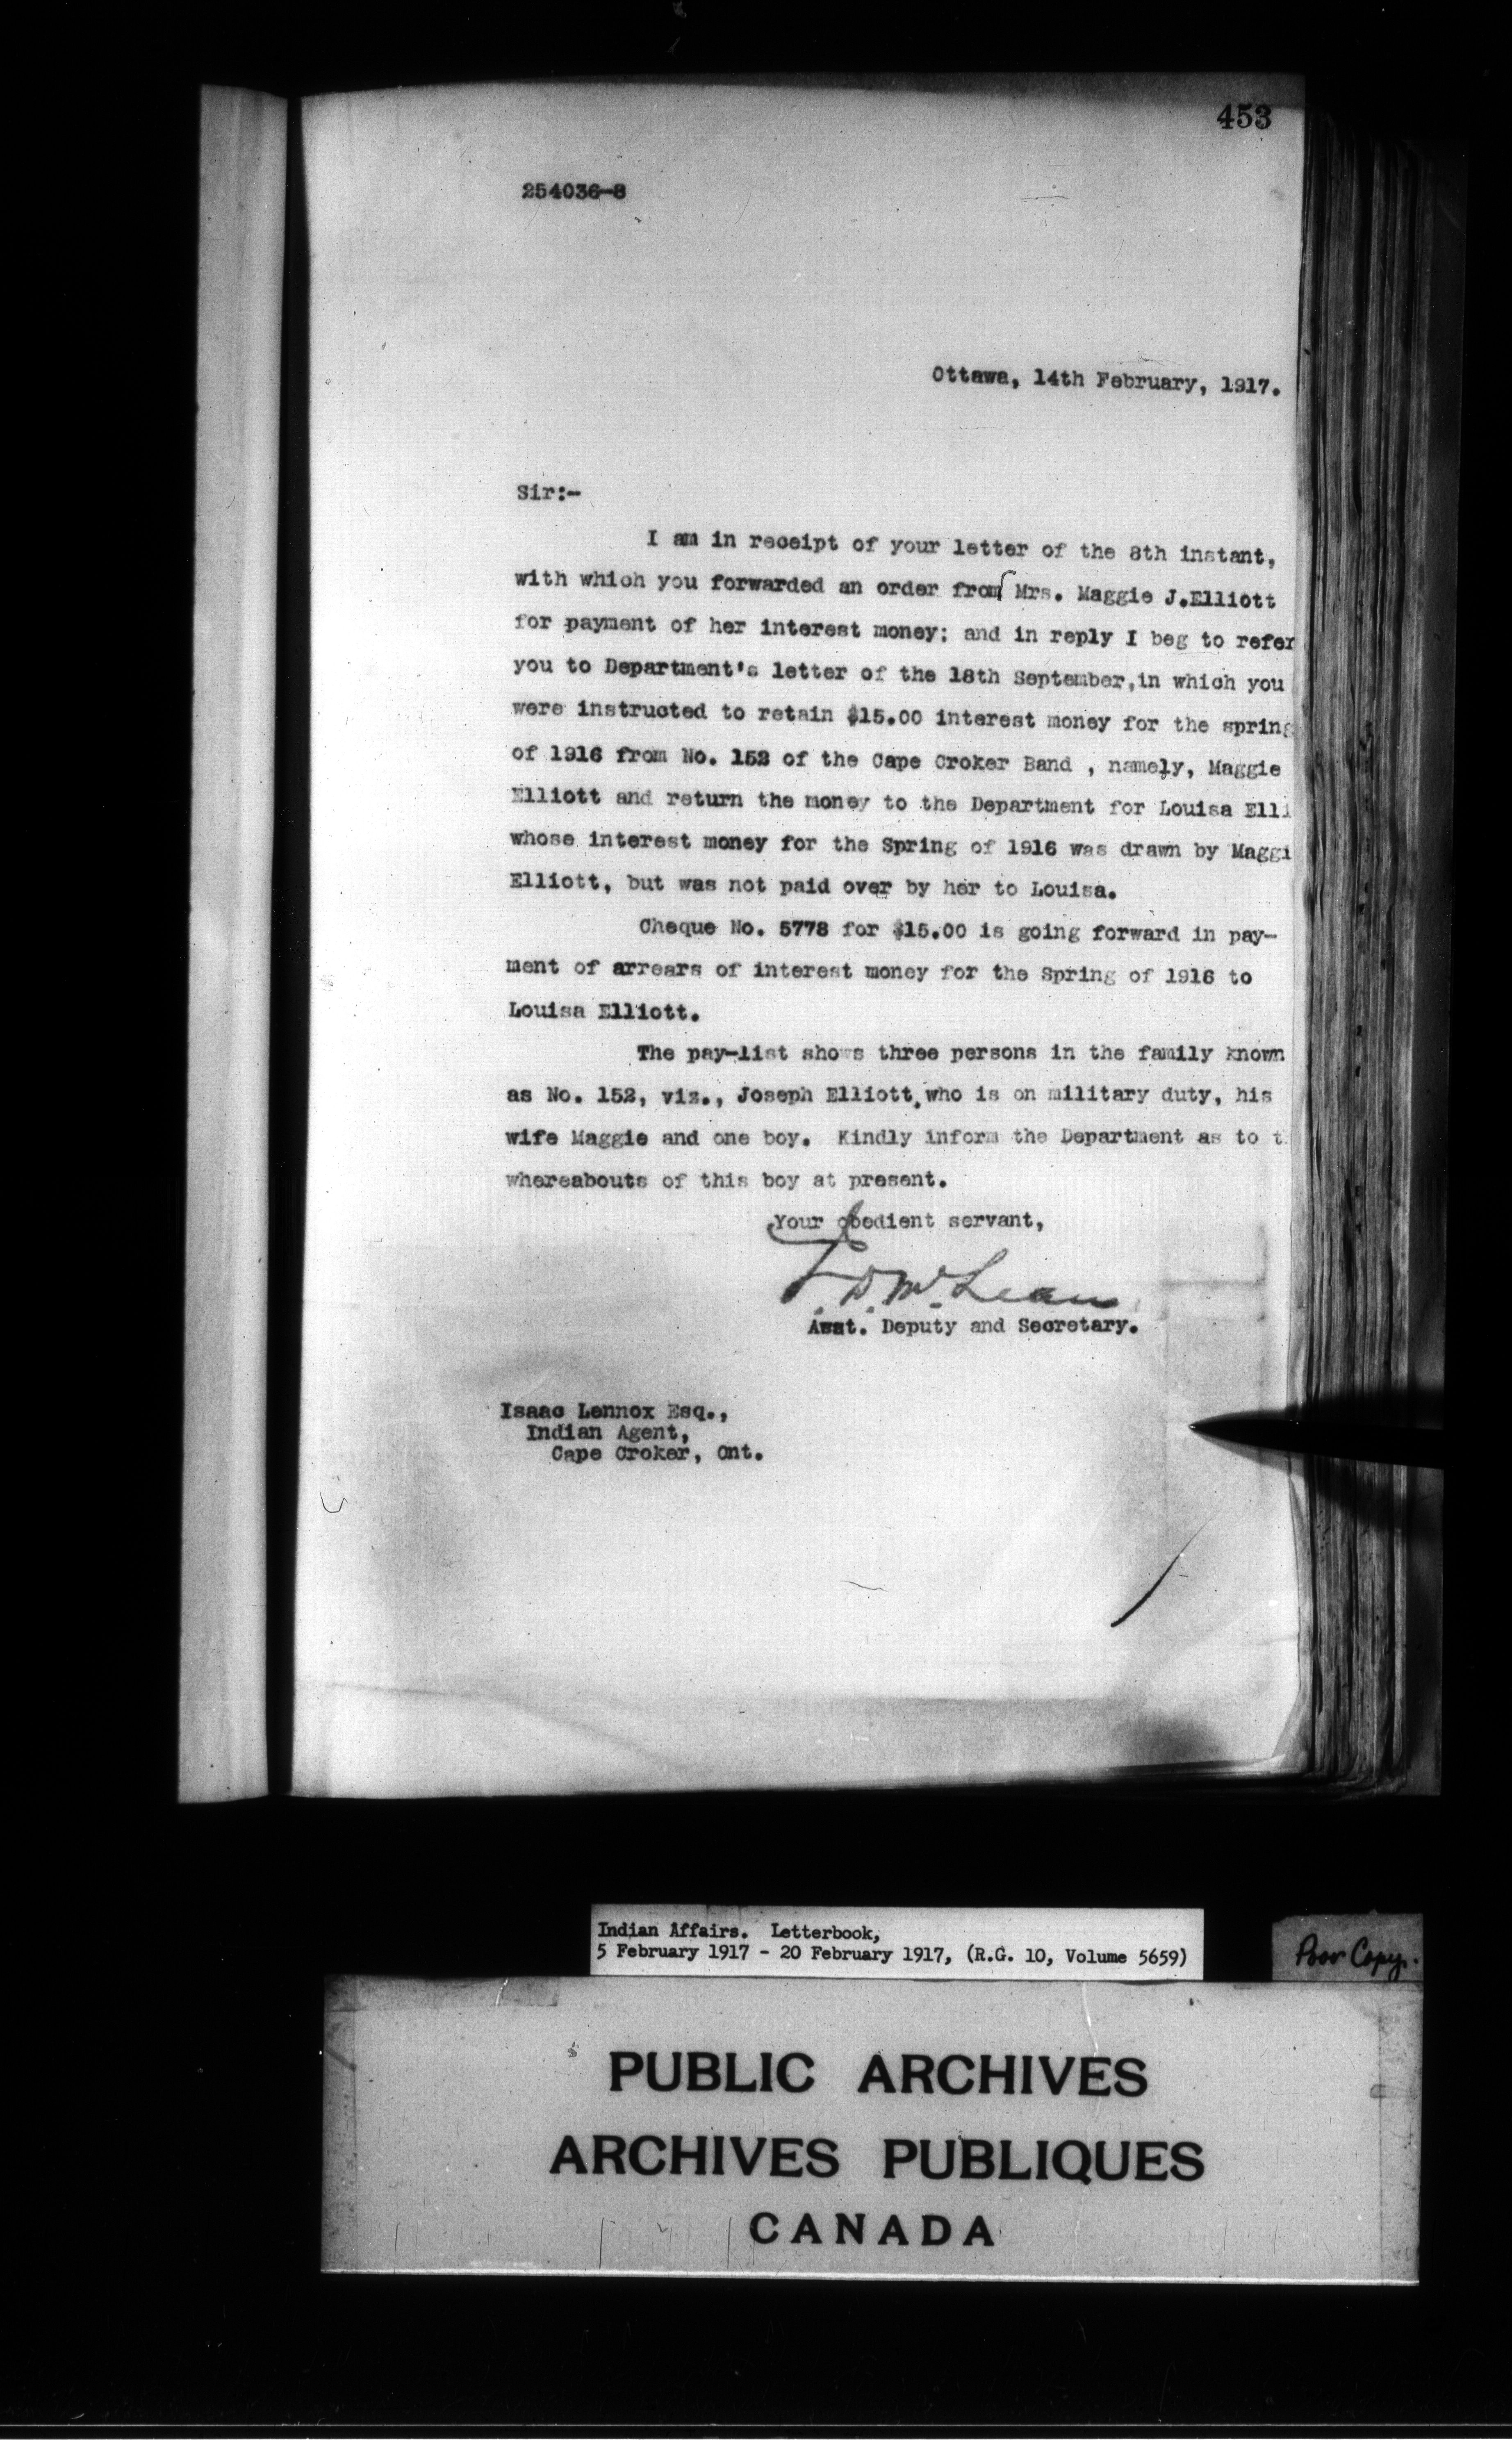 453
254036-8
Ottawa, 14th February, 1917.
Sir:-
I am in receipt of your letter of the 8th instant,
with which you forwarded an order from Mrs. Maggie J.Elliott
for payment of her interest money; and in reply I beg to refer
you to Department's letter of the 18th September,in which you
were instructed to retain $15.00 interest money for the spring
of 1916 from No. 152 of the Cape Croker Band , namely, Maggie
Elliott and return the money to the Department for Louisa Elli
whose interest money for the Spring of 1916 was drawn by Maggi
Elliott, but was not paid over by her to Louisa.
Cheque No. 5778 for $15.00 is going forward in pay-
ment of arrears of interest money for the Spring of 1916 to
Louisa Elliott.
The pay-list shows three persons in the family known
as No. 152, viz., Joseph Elliott,who is on military duty, his
wife Maggie and one boy. Kindly inform the Department as to t
whereabouts of this boy at present.
Your obedient servant,
J. D. McLean
Asst. Deputy and Secretary.
Isaac Lennox Esq.,
Indian Agent,
Cape Croker, Ont.
Indian Affairs. Letterbook,
5 February 1917 - 20 February 1917, (R.G. 10, Volume 5659)
Poor Copy.
PUBLIC ARCHIVES
ARCHIVES PUBLIQUES
CANADA